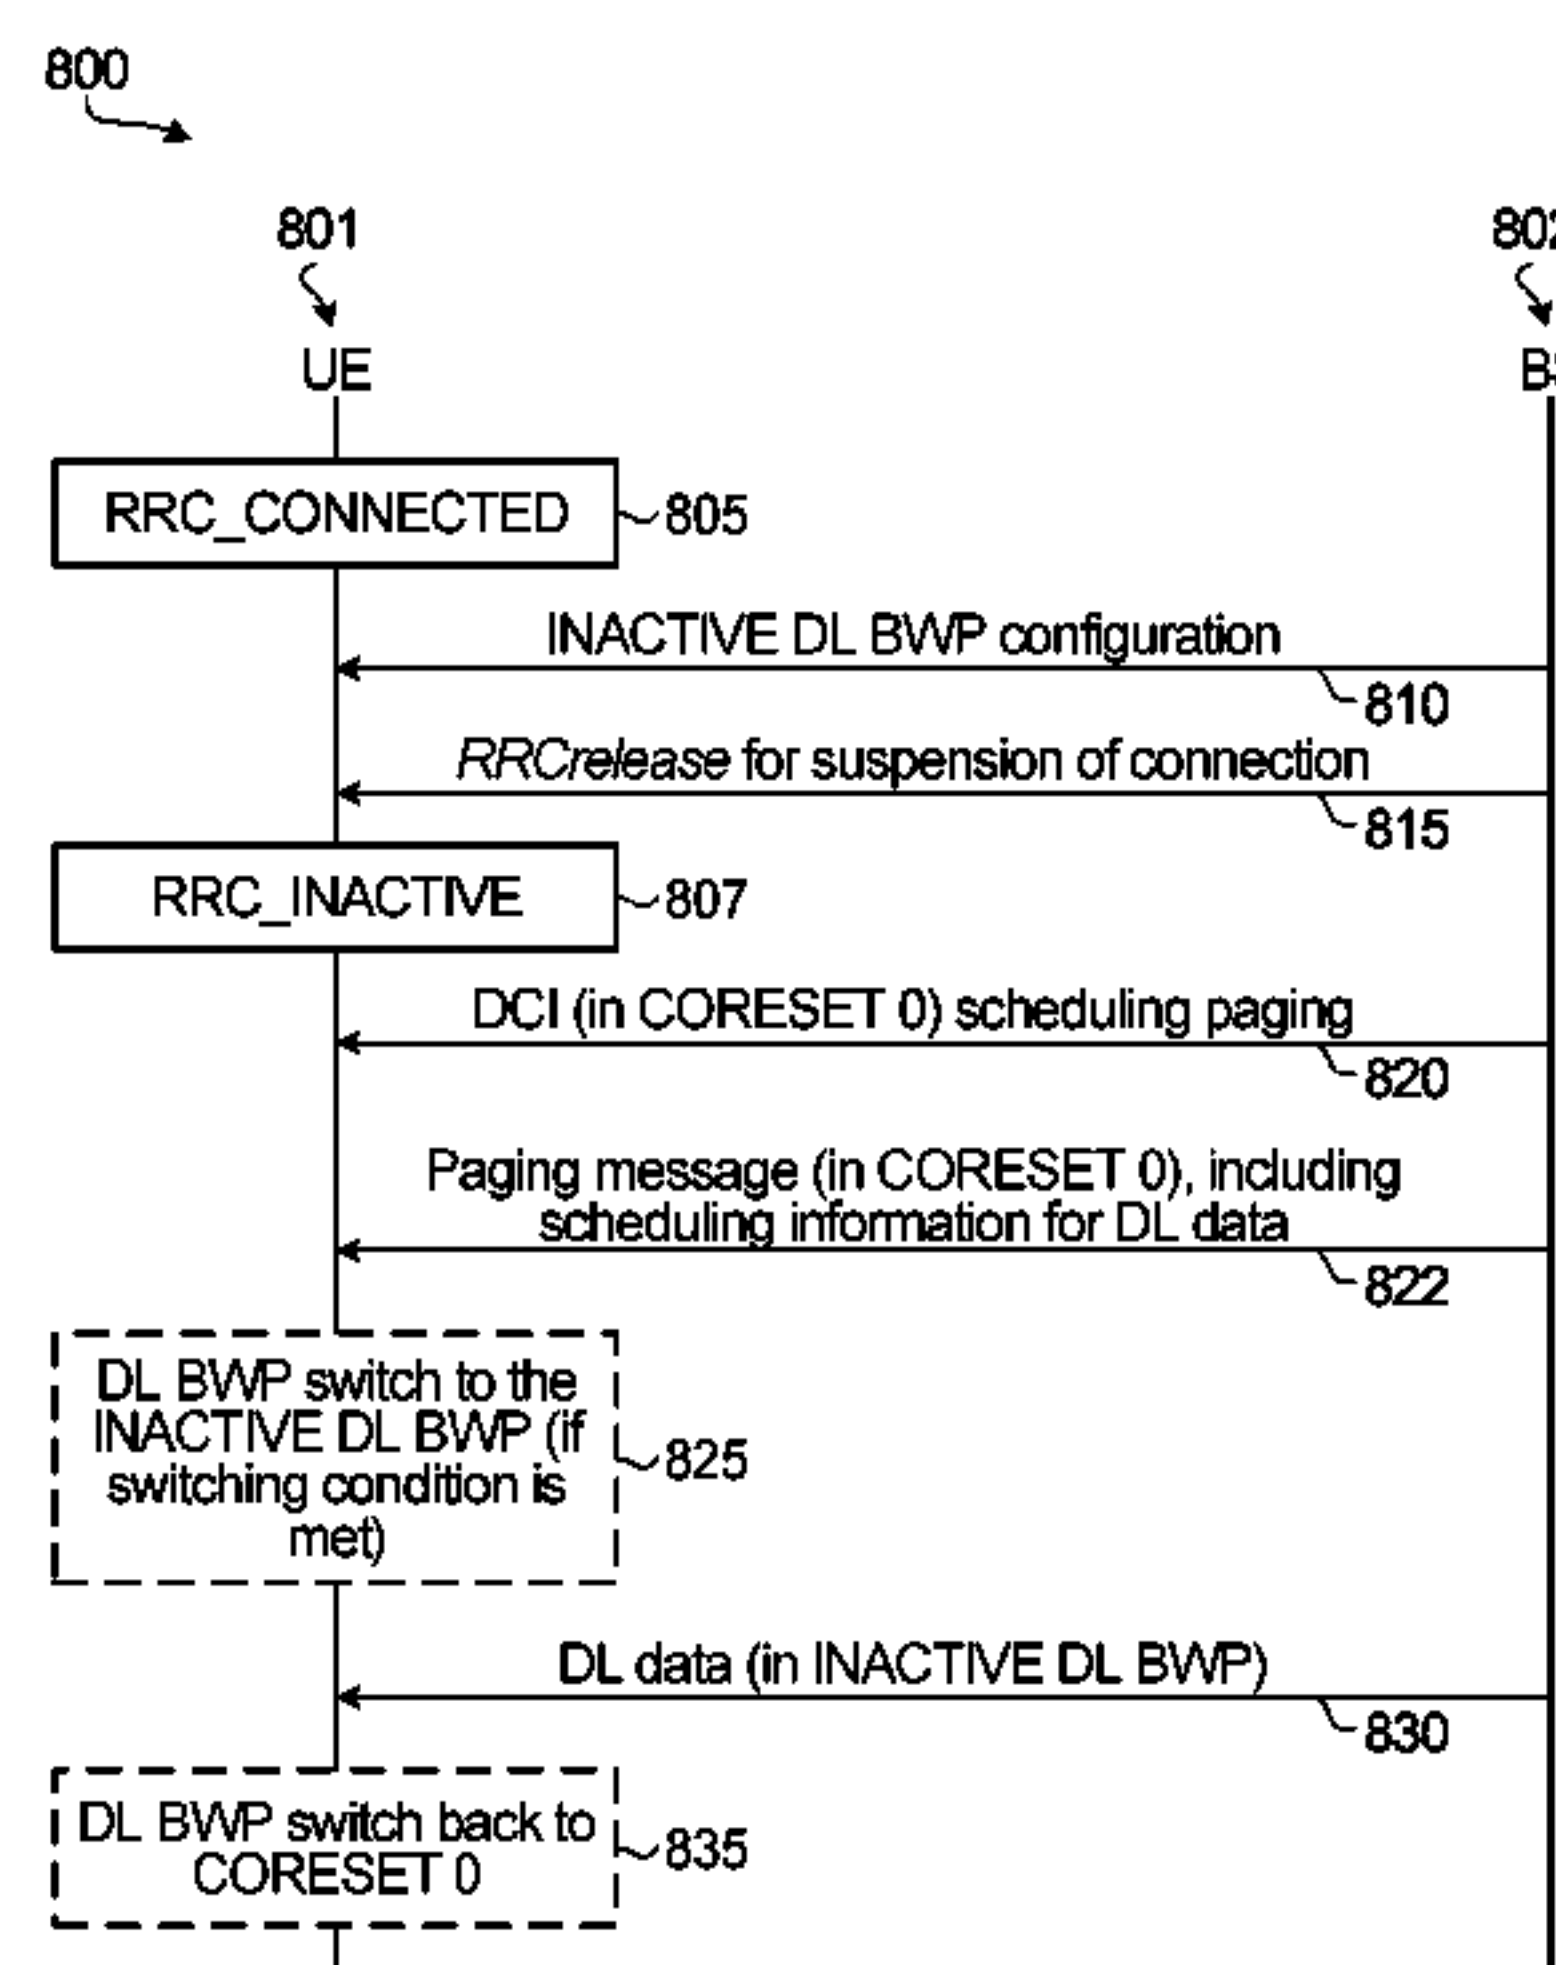 800
801
UE
RRC_CONNECTED
805
INACTIVE DL BWP configuration
810
RRCrelease for suspension of connection
815
RRC_INACTIVE
807
DCI (in CORESET 0) scheduling paging
820
Paging message (in CORESET 0), including
scheduling information for DL data
822
DL BWP switch to the
INACTIVE DL BWP (if
switching condition is
met)
825
DL data (in INACTIVE DL BWP)
830
DL BWP switch back to
CORESET 0
835